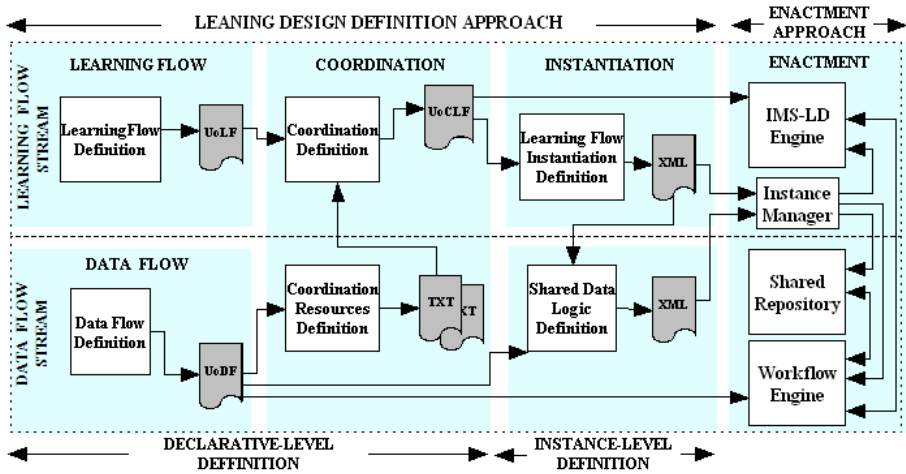 LEANING DESIGN DEFINITION APPROACH
ENACTMENT
APPROACH
LEARNING FLOW
STREAM
LEARNING FLOW
COORDINATION
INSTANTIATION
ENACTMENT
LearningFlow
Definition
UoLF
Coordination
Definition
UoCLF
Learning Flow
Instantiation
Definition
XML
IMS-LD
Engine
Instance
Manager
DATA FLOW
STREAM
DATA FLOW
Data Flow
Definition
UoDF
Coordination
Resources
Definition
TXT
XT
Shared Data
Logic
Definition
XML
Shared
Repository
Workflow
Engine
DECLARATIVE-LEVEL
DEFFINITION
INSTANCE-LEVEL
DEFINITION